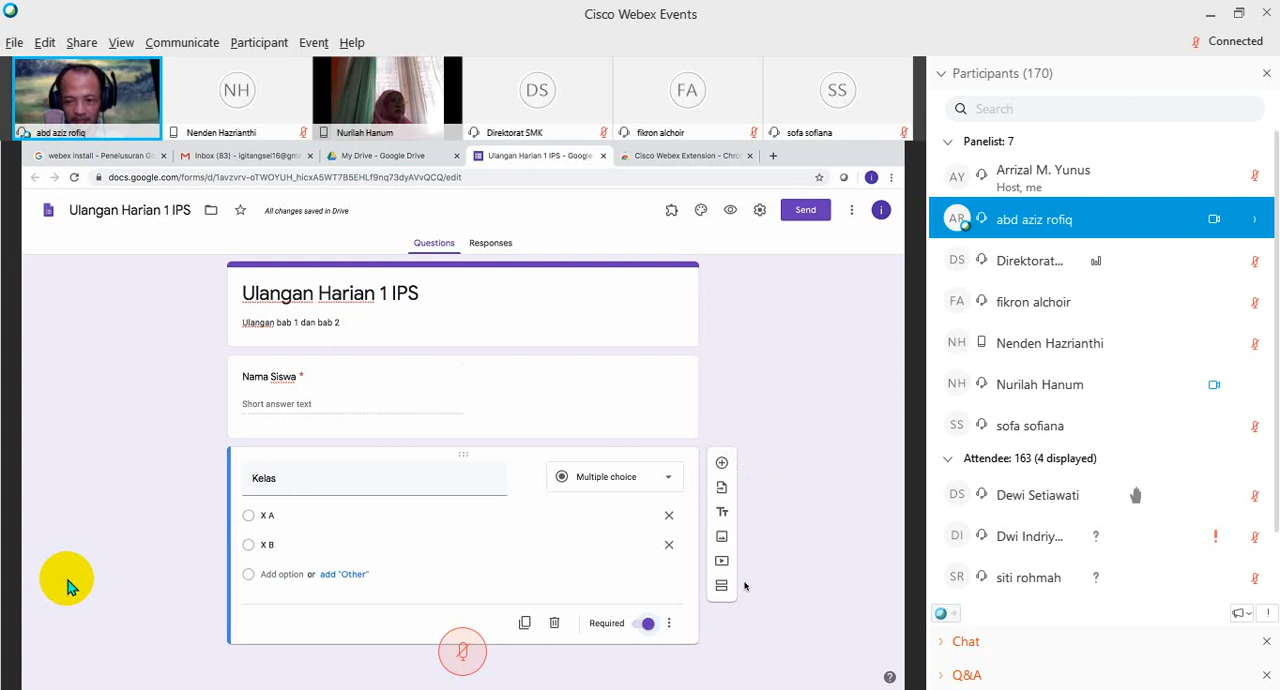 Cisco Webex Events
File Edit Share View Communicate Participant Event Help
Connected
NH DS FA SS
abd aziz rofiq Nenden Hazrianthi Nurilah Hanum Direktorat SMK fikron alchoir sofa sofiana
webex install - Penelusuran Go Inbox (83) - igitangsel16@gma My Drive - Google Drive Ulangan Harian 1 IPS - Google Cisco Webex Extension - Chro
docs.google.com/forms/d/1avzvrv-oTWOYUH_hicxA5WT7B5EHLf9nq73dyAVvQCQ/edit
Ulangan Harian 1 IPS All changes saved in Drive Send i
Questions Responses
Ulangan Harian 1 IPS
Ulangan bab 1 dan bab 2
Nama Siswa *
Short answer text
Kelas Multiple choice
X A
X B
Add option or add "Other"
Required
Participants (170)
Search
Panelist: 7
AY Arrizal M. Yunus
Host, me
AR abd aziz rofiq
DS Direktorat...
FA fikron alchoir
NH Nenden Hazrianthi
NH Nurilah Hanum
SS sofa sofiana
Attendee: 163 (4 displayed)
DS Dewi Setiawati
DI Dwi Indriy... ? !
SR siti rohmah ?
Chat
Q&A